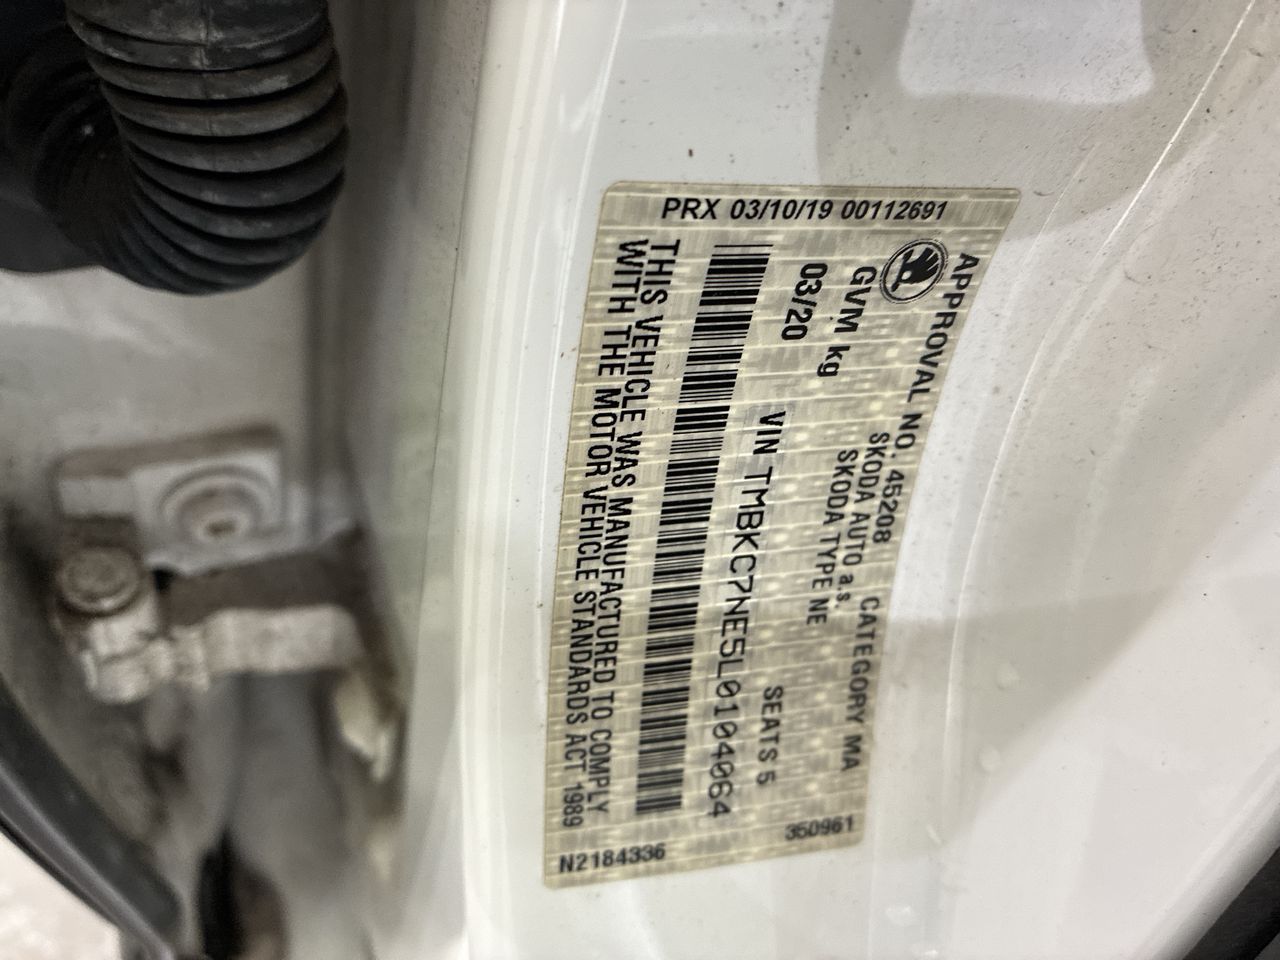 PRX 03/10/19 00112691
APPROVAL NO. 45208 CATEGORY MA
SKODA AUTO a.s.
GVM kg SKODA TYPE NE
03/20 SEATS 5
VIN TMBKC7NE5L0104064
THIS VEHICLE WAS MANUFACTURED TO COMPLY
WITH THE MOTOR VEHICLE STANDARDS ACT 1989
350961
N2184336